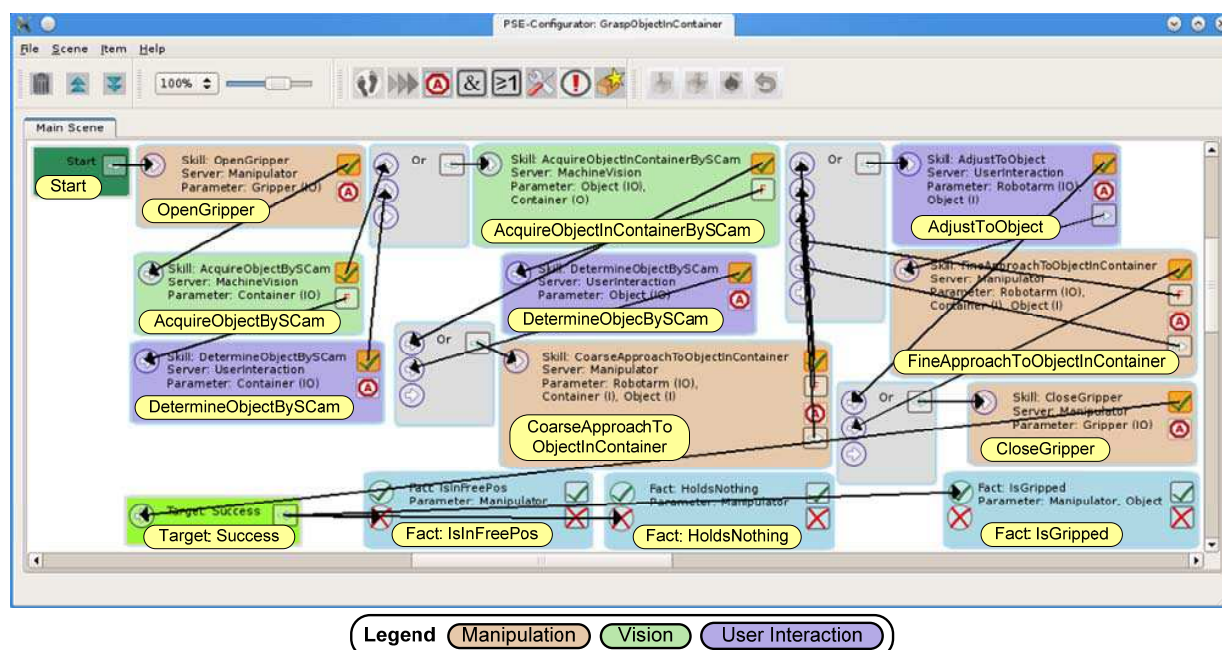 PSE-Configurator: GraspObjectInContainer
File Scene Item Help
100%
A & ≥1
Main Scene
Start
Start
Skill: OpenGripper
Server: Manipulator
Parameter: Gripper (IO)
A
OpenGripper
Or
Skill: AcquireObjectInContainerBySCam
Server: MachineVision
Parameter: Object (IO),
Container (O)
F
AcquireObjectInContainerBySCam
Or
Skill: AdjustToObject
Server: UserInteraction
Parameter: Robotarm (IO),
Object (I)
A
AdjustToObject
Skill: AcquireObjectBySCam
Server: MachineVision
Parameter: Container (IO)
F
AcquireObjectBySCam
Skill: DetermineObjectBySCam
Server: UserInteraction
Parameter: Object (IO)
A
DetermineObjecBySCam
Skill: FineApproachToObjectInContainer
Server: Manipulator
Parameter: Robotarm (IO),
Container (I), Object (I)
F
A
FineApproachToObjectInContainer
Skill: DetermineObjectBySCam
Server: UserInteraction
Parameter: Container (IO)
A
DetermineObjectBySCam
Or
Skill: CoarseApproachToObjectInContainer
Server: Manipulator
Parameter: Robotarm (IO),
Container (I), Object (I)
F
A
CoarseApproachTo
ObjectInContainer
Or
Skill: CloseGripper
Server: Manipulator
Parameter: Gripper (IO)
A
CloseGripper
Target: Success
Target: Success
Fact: IsInFreePos
Parameter: Manipulator
Fact: IsInFreePos
Fact: HoldsNothing
Parameter: Manipulator
Fact: HoldsNothing
Fact: IsGripped
Parameter: Manipulator, Object
Fact: IsGripped
Legend Manipulation Vision User Interaction